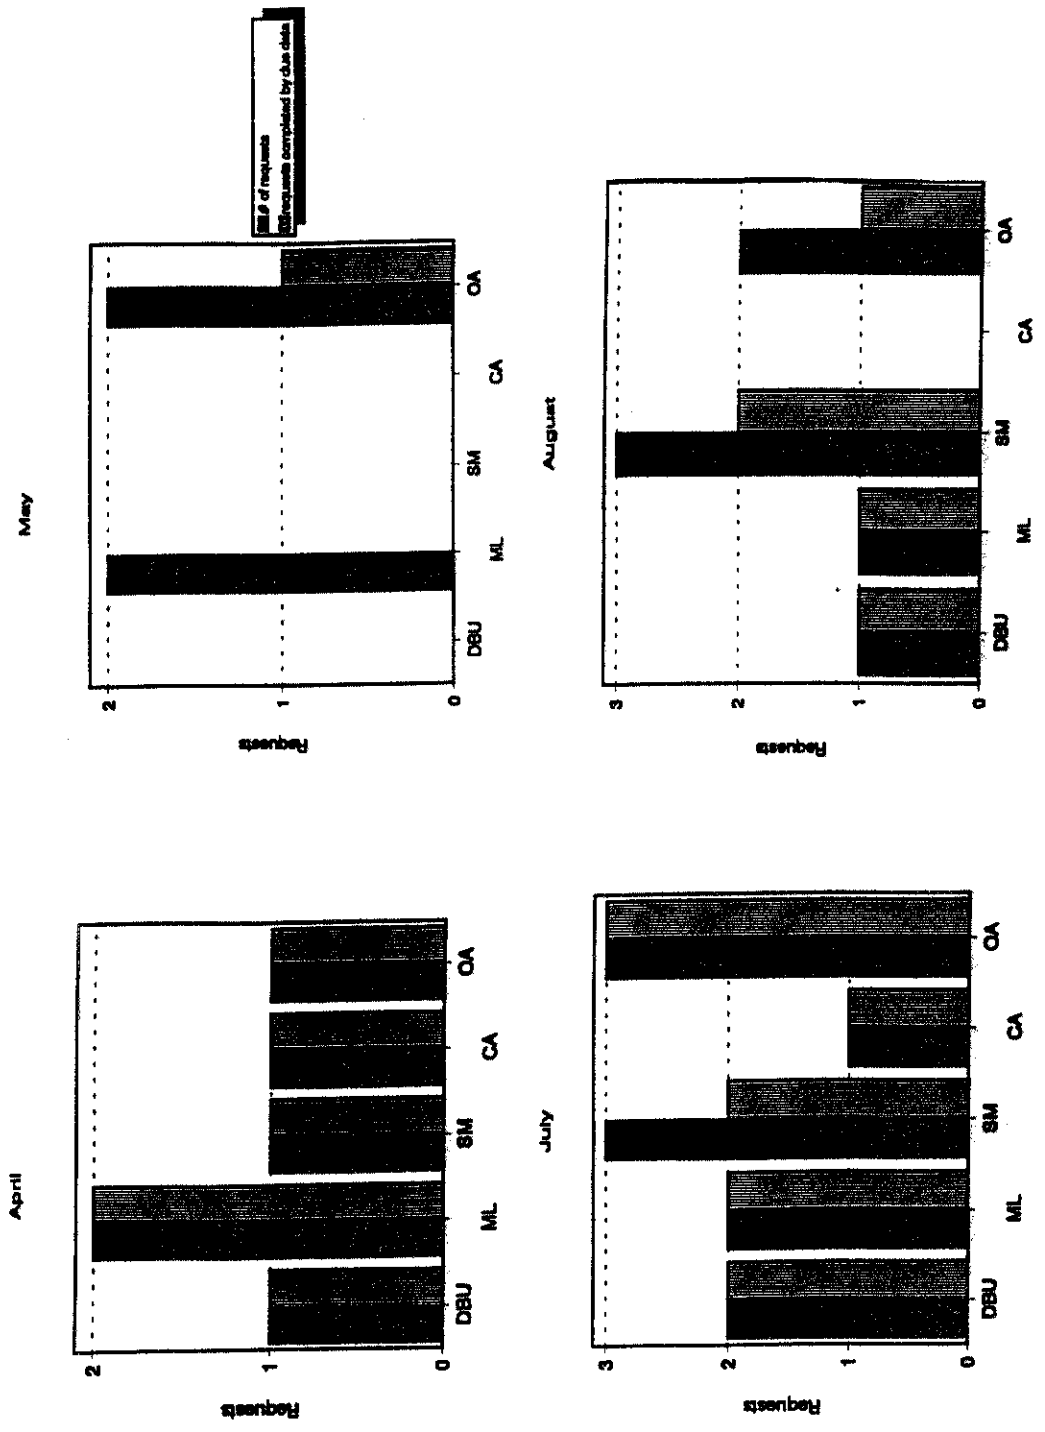 April
Requests
2
1
0
DBU
ML
SM
CA
OA
May
Requests
2
1
0
DBU
ML
SM
CA
OA
# of requests
requests completed by due date
July
Requests
3
2
1
0
DBU
ML
SM
CA
OA
August
Requests
3
2
1
0
DBU
ML
SM
CA
OA